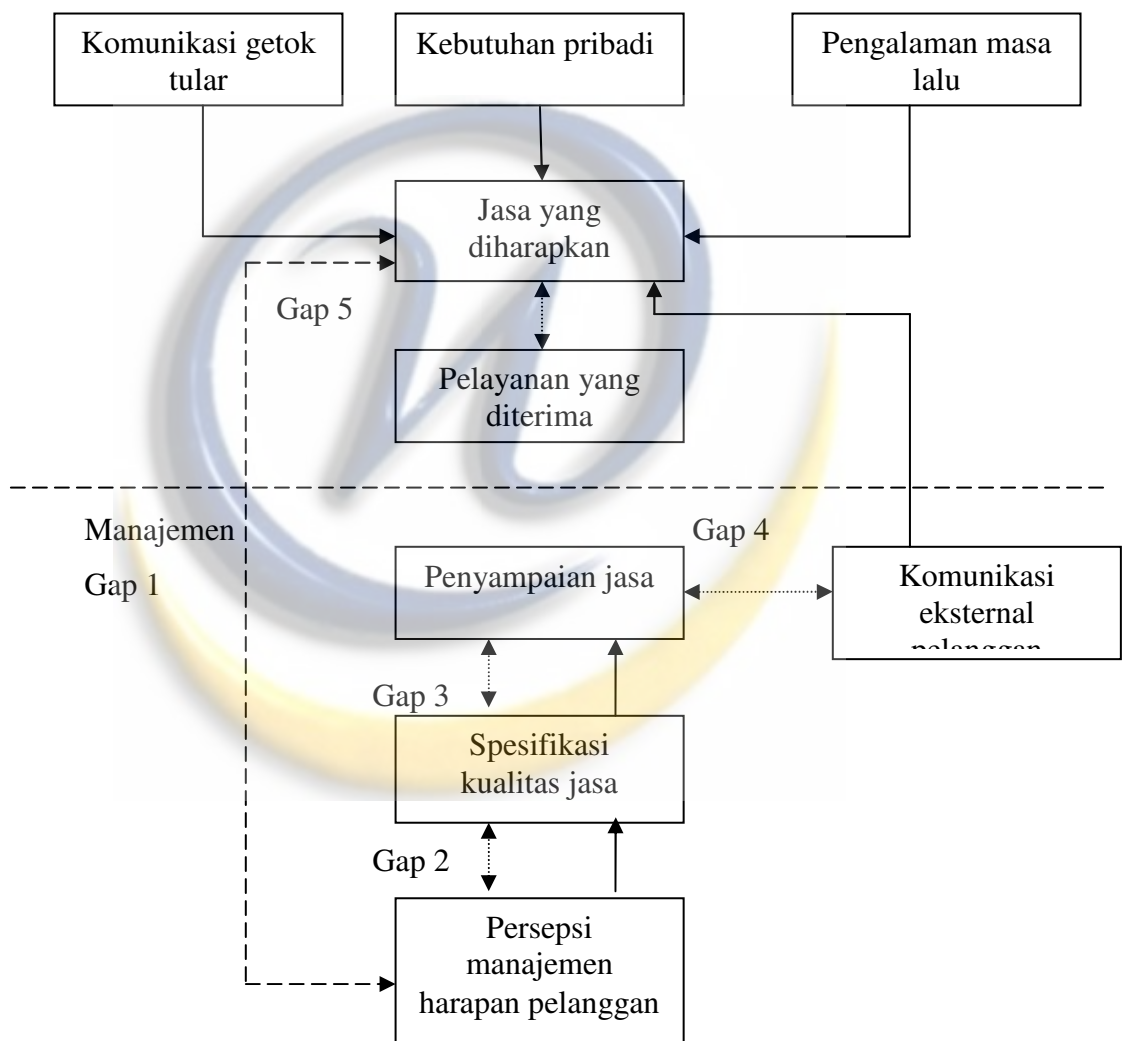 Komunikasi getok
tular
Kebutuhan pribadi
Pengalaman masa
lalu
Jasa yang
diharapkan
Gap 5
Pelayanan yang
diterima
Manajemen
Gap 4
Gap 1
Penyampaian jasa
Komunikasi
eksternal
pelanggan
Gap 3
Spesifikasi
kualitas jasa
Gap 2
Persepsi
manajemen
harapan pelanggan